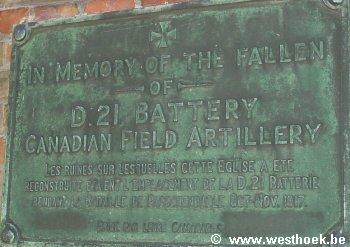 IN MEMORY OF THE FALLEN
OF
D.21 BATTERY
CANADIAN FIELD ARTILLERY
LES RUINES SUR LESQUELLES CETTE EGLISE A ETE
RECONSTRUITE FURENT L'EMPLACEMENT DE LA D.21 BATTERIE
PENDANT LA BATAILLE DE PASSCHENDAELE OCT-NOV. 1917.
www.westhoek.be